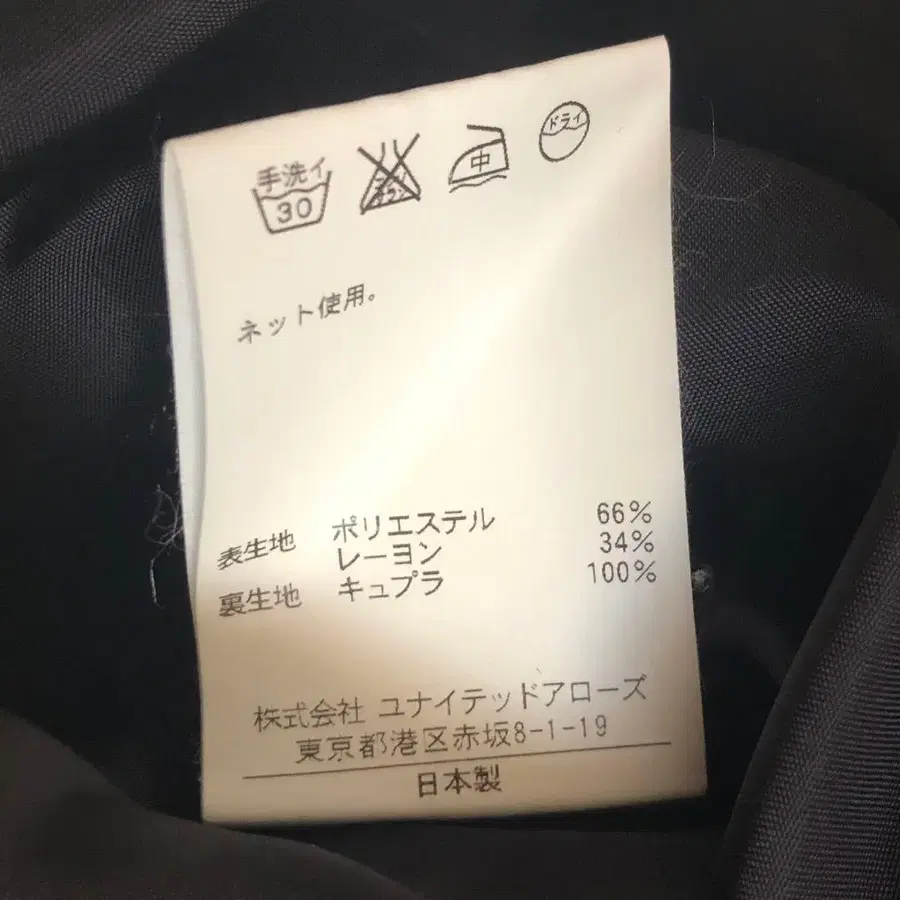 手洗イ
30
中
ドライ
ネット使用。
表生地 ポリエステル 66%
レーヨン 34%
裏生地 キュプラ 100%
株式会社 ユナイテッドアローズ
東京都港区赤坂8-1-19
日本製